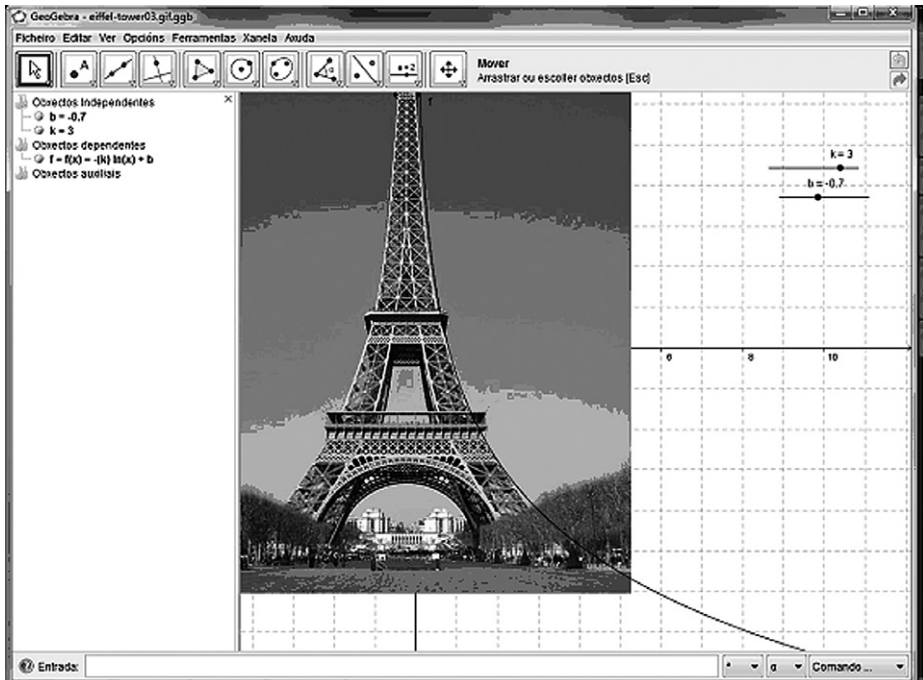 GeoGebra - eiffel-tower03.gif.ggb
Ficheiro Editar Ver Opcións Ferramentas Xanela Axuda
A
α
a=2
Mover
Arrastrar ou escoller obxectos (Esc)
Obxectos independentes
b = -0.7
k = 3
Obxectos dependentes
f = f(x) = -(k) ln(x) + b
Obxectos auxiliais
f
k = 3
b = -0.7
6 8 10
Entrada:
α
Comando ...